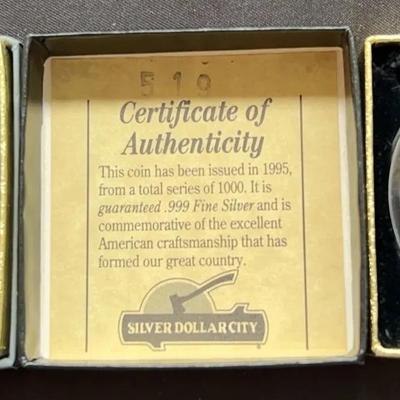 519
Certificate of
Authenticity
This coin has been issued in 1995,
from a total series of 1000. It is
guaranteed .999 Fine Silver and is
commemorative of the excellent
American craftsmanship that has
formed our great country.
SILVER DOLLAR CITY